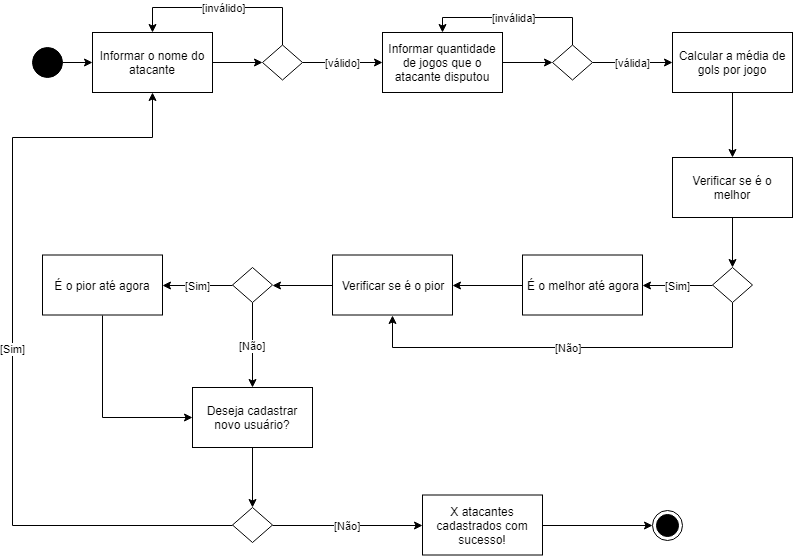 [inválido]
[inválida]
Informar o nome do
atacante
[válido]
Informar quantidade
de jogos que o
atacante disputou
[válida]
Calcular a média de
gols por jogo
Verificar se é o
melhor
É o pior até agora
[Sim]
Verificar se é o pior
É o melhor até agora
[Sim]
[Não]
[Não]
[Sim]
Deseja cadastrar
novo usuário?
[Não]
X atacantes
cadastrados com
sucesso!